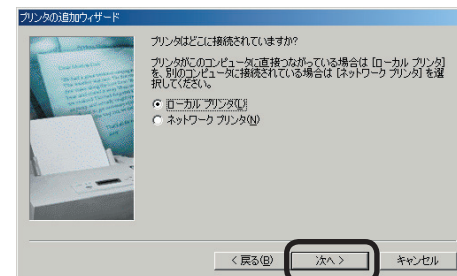 プリンタの追加ウィザード
プリンタはどこに接続されていますか?
プリンタがこのコンピュータに直接つながっている場合は [ローカル プリンタ]
を、別のコンピュータに接続されている場合は [ネットワーク プリンタ] を選
択してください。
ローカル プリンタ(L)
ネットワーク プリンタ(N)
< 戻る(B)
次へ >
キャンセル